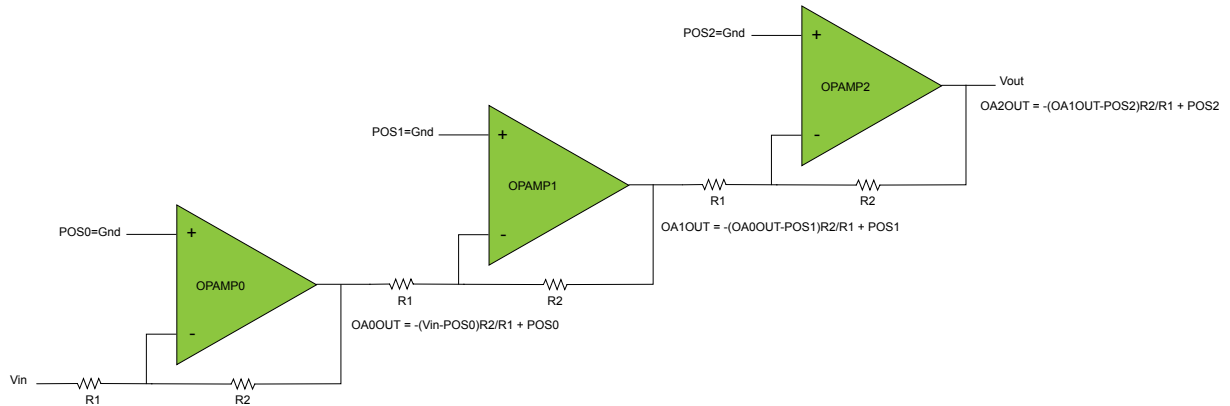 POS2=Gnd
+
OPAMP2
Vout
OA2OUT = -(OA1OUT-POS2)R2/R1 + POS2
-
R1
R2
POS1=Gnd
+
OPAMP1
OA1OUT = -(OA0OUT-POS1)R2/R1 + POS1
-
R1
R2
POS0=Gnd
+
OPAMP0
OA0OUT = -(Vin-POS0)R2/R1 + POS0
-
Vin
R1
R2